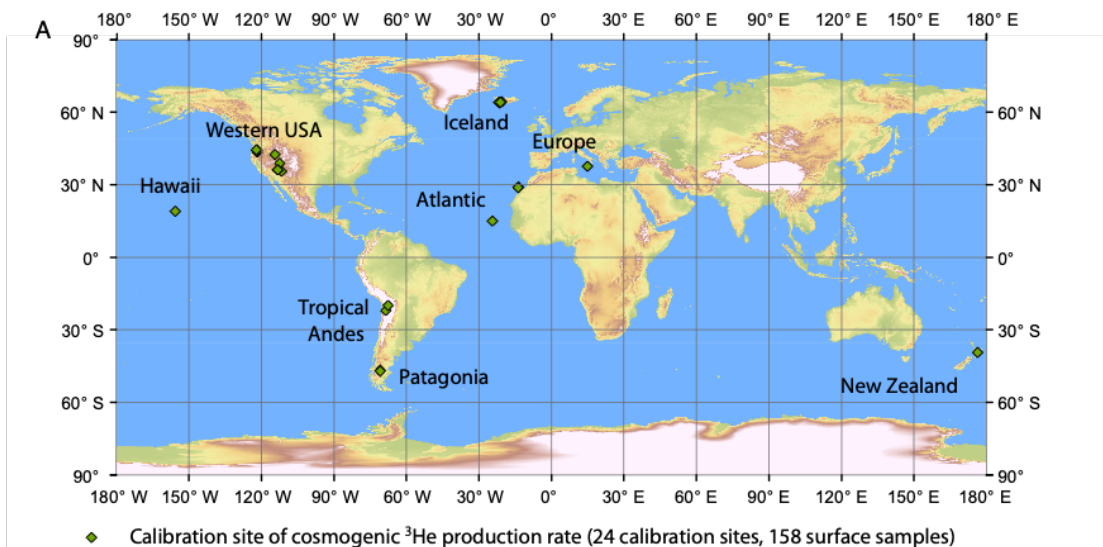 A
180° 150° W 120° W 90° W 60° W 30° W 0° 30° E 60° E 90° E 120° E 150° E 180° E
90° 90°
60° N 60° N
Iceland
Western USA
Europe
30° N 30° N
Hawaii
Atlantic
0° 0°
Tropical
Andes
30° S 30° S
Patagonia
New Zealand
60° S 60° S
90° 90°
180° 150° W 120° W 90° W 60° W 30° W 0° 30° E 60° E 90° E 120° E 150° E 180° E
Calibration site of cosmogenic ³He production rate (24 calibration sites, 158 surface samples)